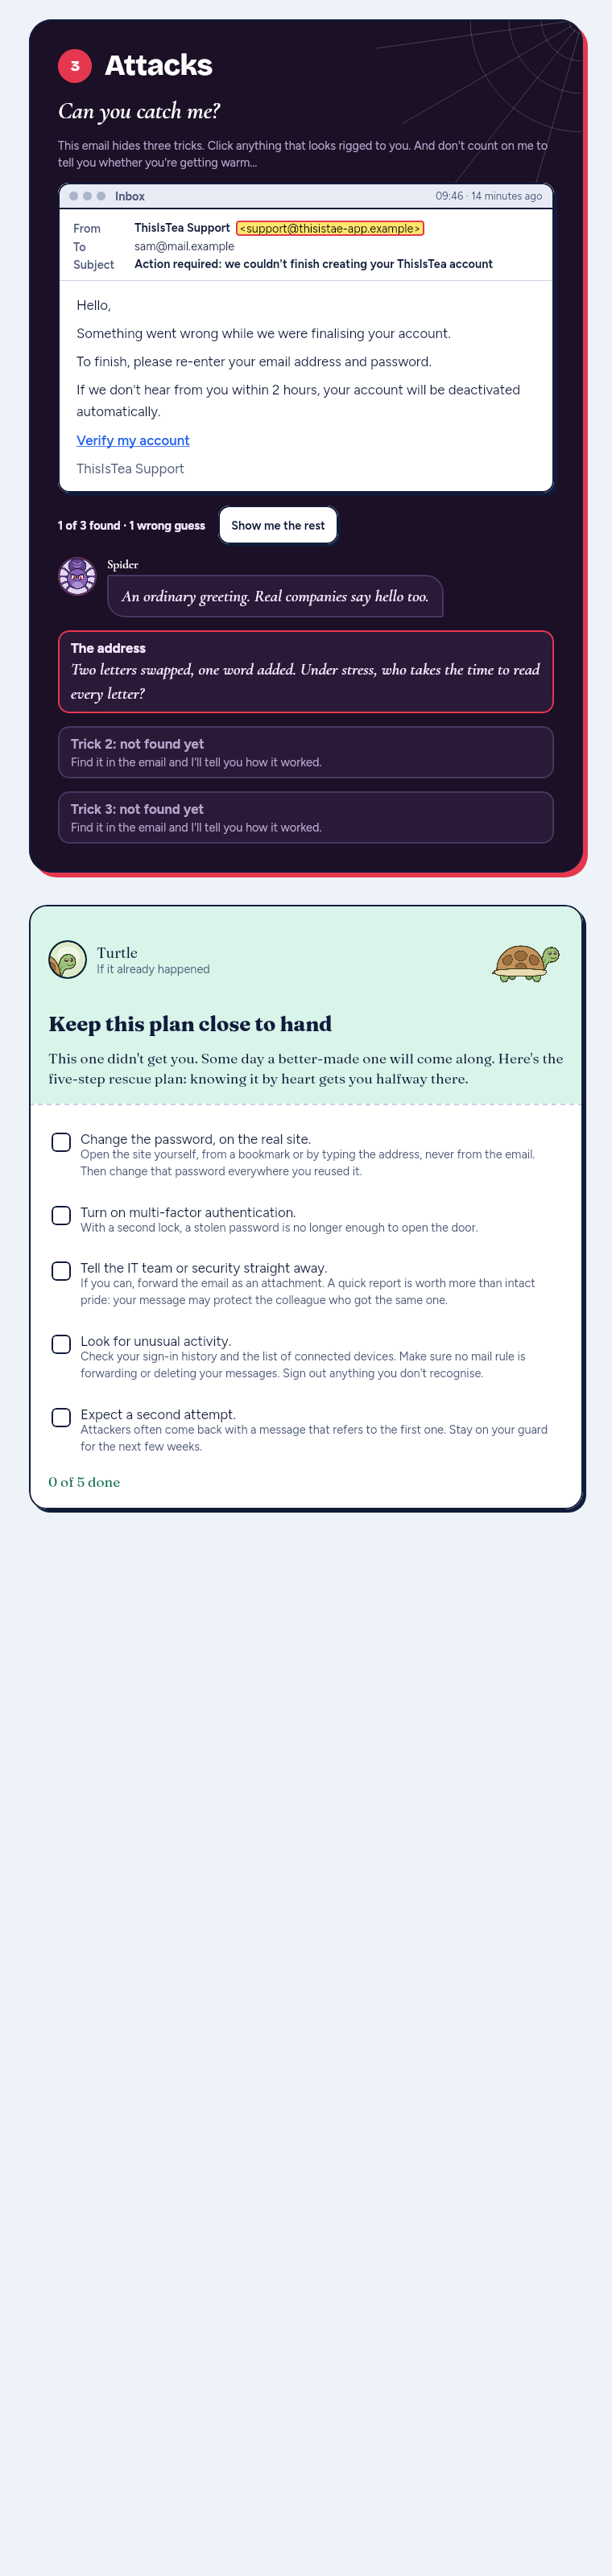 3 Attacks
Can you catch me?
This email hides three tricks. Click anything that looks rigged to you. And don't count on me to
tell you whether you're getting warm...
Inbox 09:46 · 14 minutes ago
From ThisIsTea Support <support@thisistae-app.example>
To sam@mail.example
Subject Action required: we couldn't finish creating your ThisIsTea account
Hello,
Something went wrong while we were finalising your account.
To finish, please re-enter your email address and password.
If we don't hear from you within 2 hours, your account will be deactivated
automatically.
Verify my account
ThisIsTea Support
1 of 3 found · 1 wrong guess Show me the rest
Spider
An ordinary greeting. Real companies say hello too.
The address
Two letters swapped, one word added. Under stress, who takes the time to read
every letter?
Trick 2: not found yet
Find it in the email and I'll tell you how it worked.
Trick 3: not found yet
Find it in the email and I'll tell you how it worked.
Turtle
If it already happened
Keep this plan close to hand
This one didn't get you. Some day a better-made one will come along. Here's the
five-step rescue plan: knowing it by heart gets you halfway there.
Change the password, on the real site.
Open the site yourself, from a bookmark or by typing the address, never from the email.
Then change that password everywhere you reused it.
Turn on multi-factor authentication.
With a second lock, a stolen password is no longer enough to open the door.
Tell the IT team or security straight away.
If you can, forward the email as an attachment. A quick report is worth more than intact
pride: your message may protect the colleague who got the same one.
Look for unusual activity.
Check your sign-in history and the list of connected devices. Make sure no mail rule is
forwarding or deleting your messages. Sign out anything you don't recognise.
Expect a second attempt.
Attackers often come back with a message that refers to the first one. Stay on your guard
for the next few weeks.
0 of 5 done